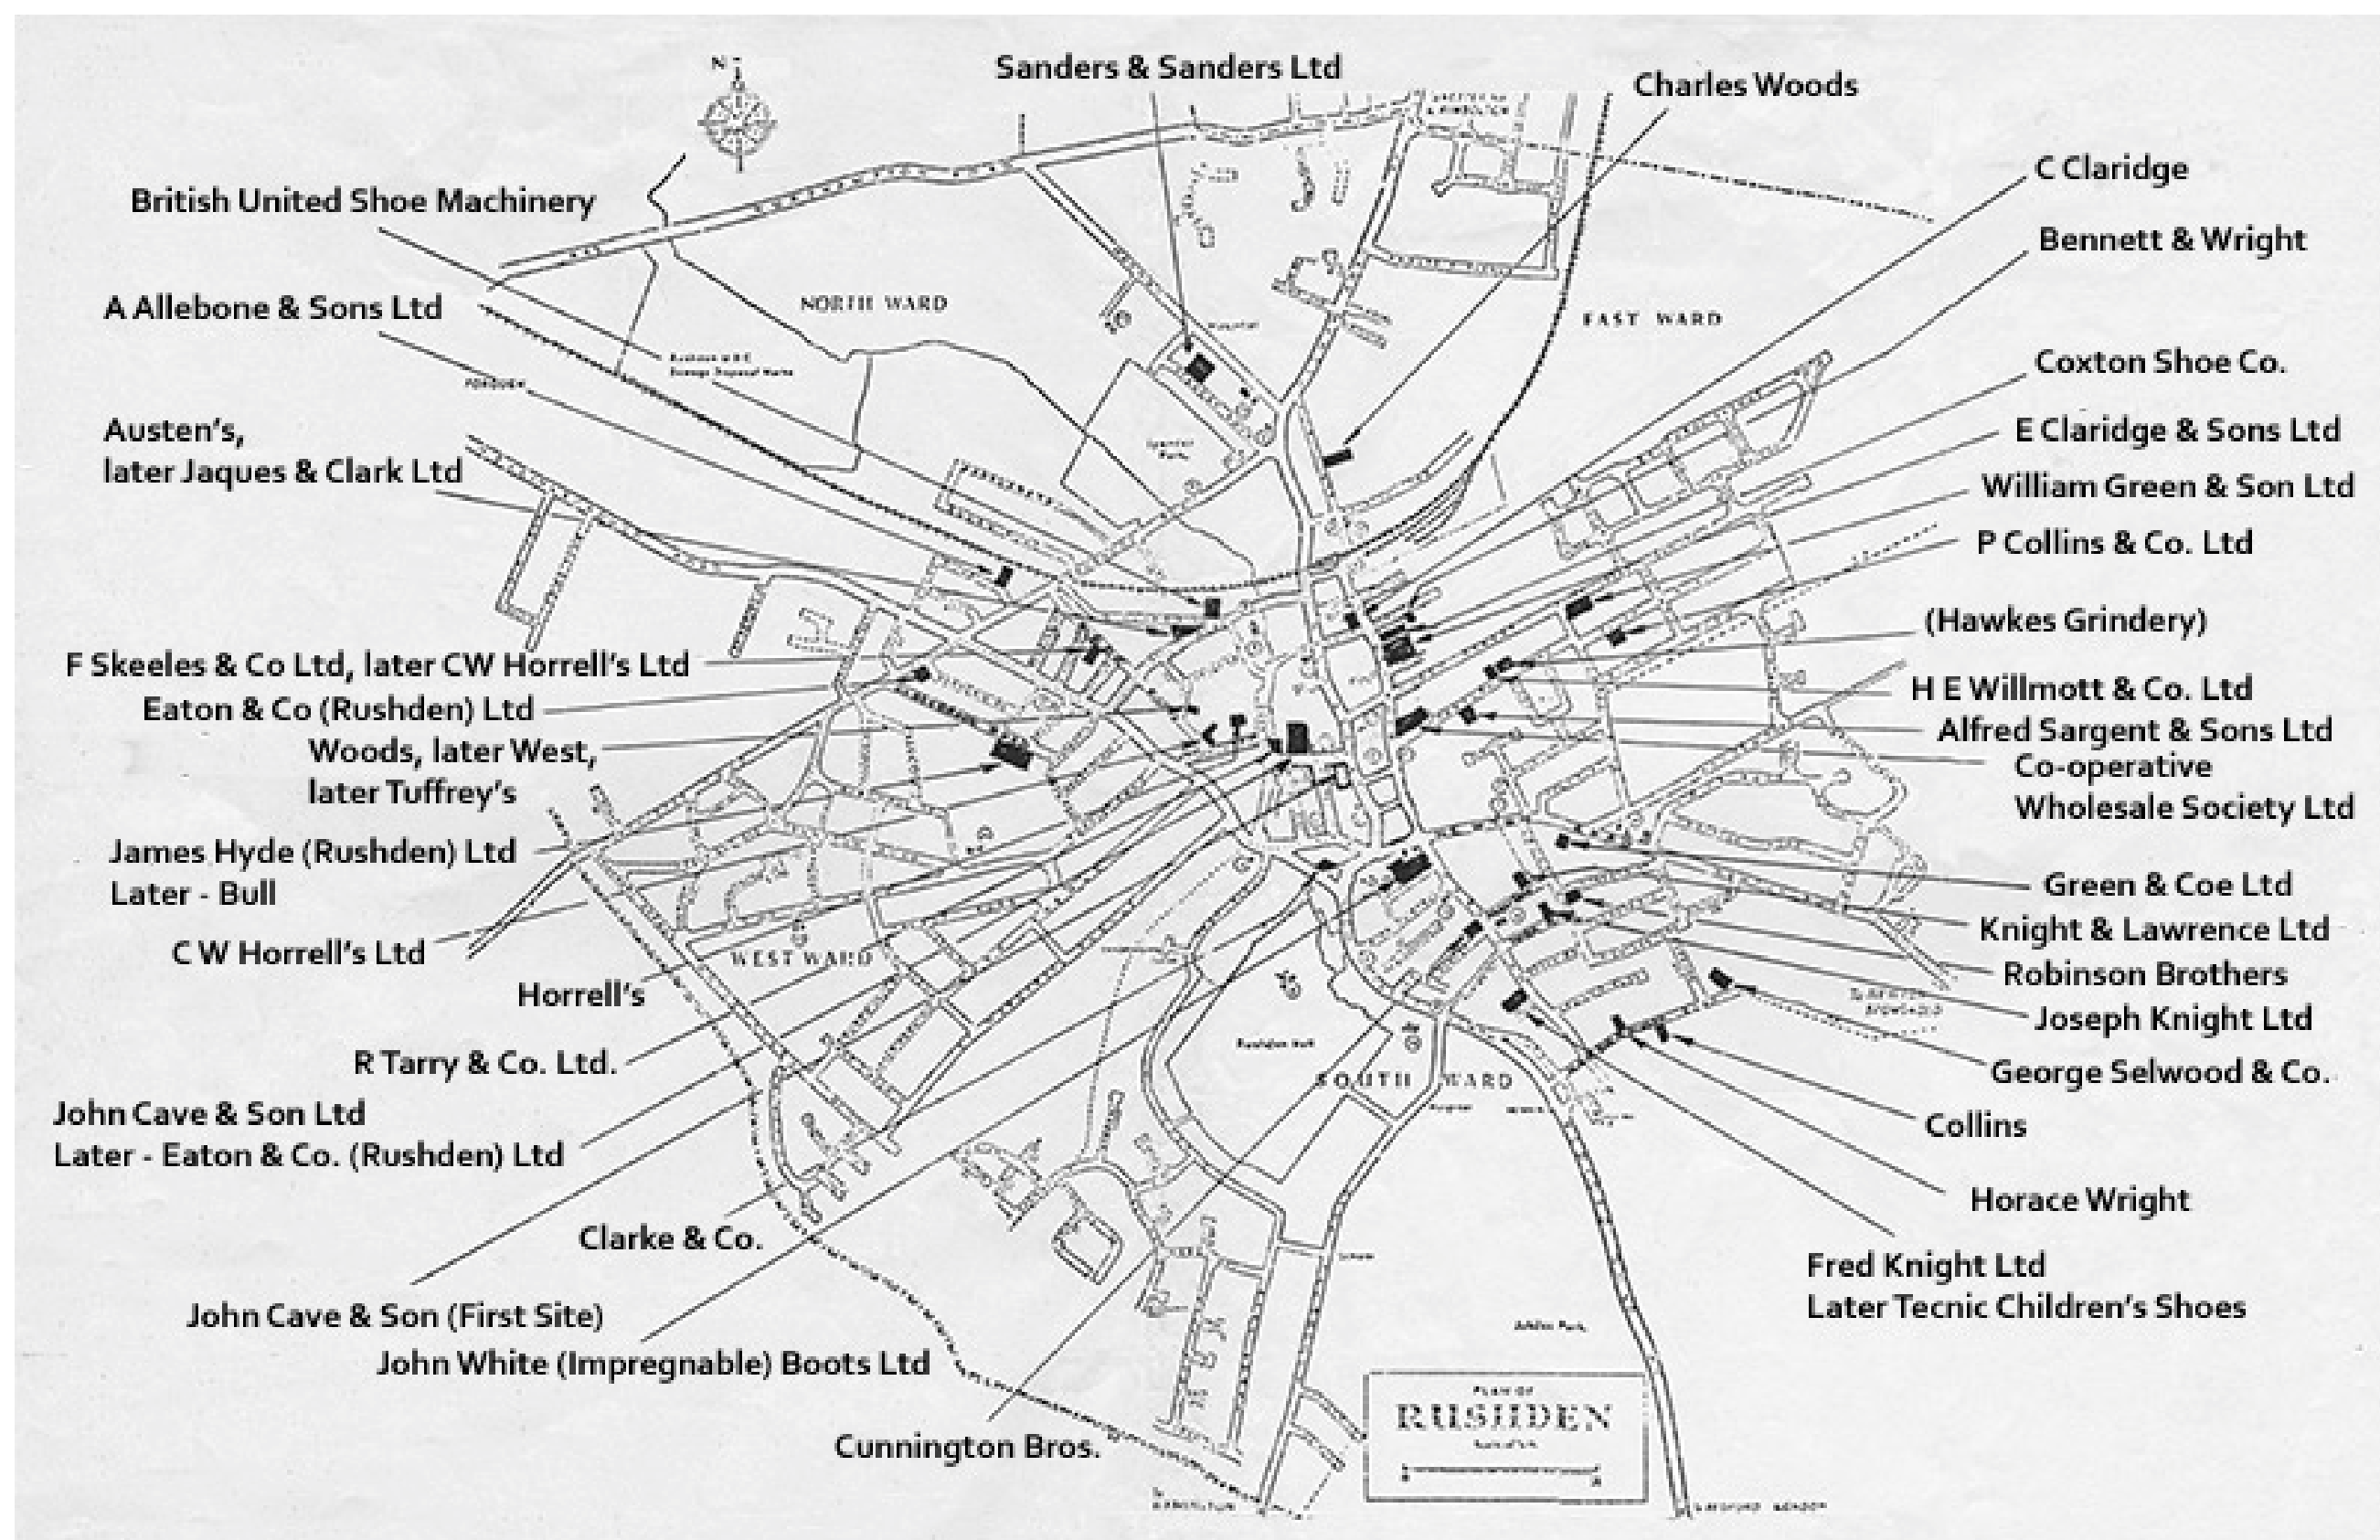 Sanders & Sanders Ltd
Charles Woods
N
C Claridge
British United Shoe Machinery
Bennett & Wright
A Allebone & Sons Ltd
NORTH WARD
EAST WARD
Coxton Shoe Co.
Austen's,
later Jaques & Clark Ltd
E Claridge & Sons Ltd
William Green & Son Ltd
P Collins & Co. Ltd
(Hawkes Grindery)
F Skeeles & Co Ltd, later CW Horrell's Ltd
H E Willmott & Co. Ltd
Eaton & Co (Rushden) Ltd
Alfred Sargent & Sons Ltd
Woods, later West,
later Tuffrey's
Co-operative
Wholesale Society Ltd
James Hyde (Rushden) Ltd
Later - Bull
Green & Coe Ltd
Knight & Lawrence Ltd
C W Horrell's Ltd
WEST WARD
Robinson Brothers
Horrell's
Joseph Knight Ltd
Rushden Hall
R Tarry & Co. Ltd.
SOUTH WARD
George Selwood & Co.
John Cave & Son Ltd
Later - Eaton & Co. (Rushden) Ltd
Collins
Horace Wright
Clarke & Co.
Fred Knight Ltd
Later Tecnic Children's Shoes
John Cave & Son (First Site)
John White (Impregnable) Boots Ltd
Cunnington Bros.
PLAN OF
RUSHDEN